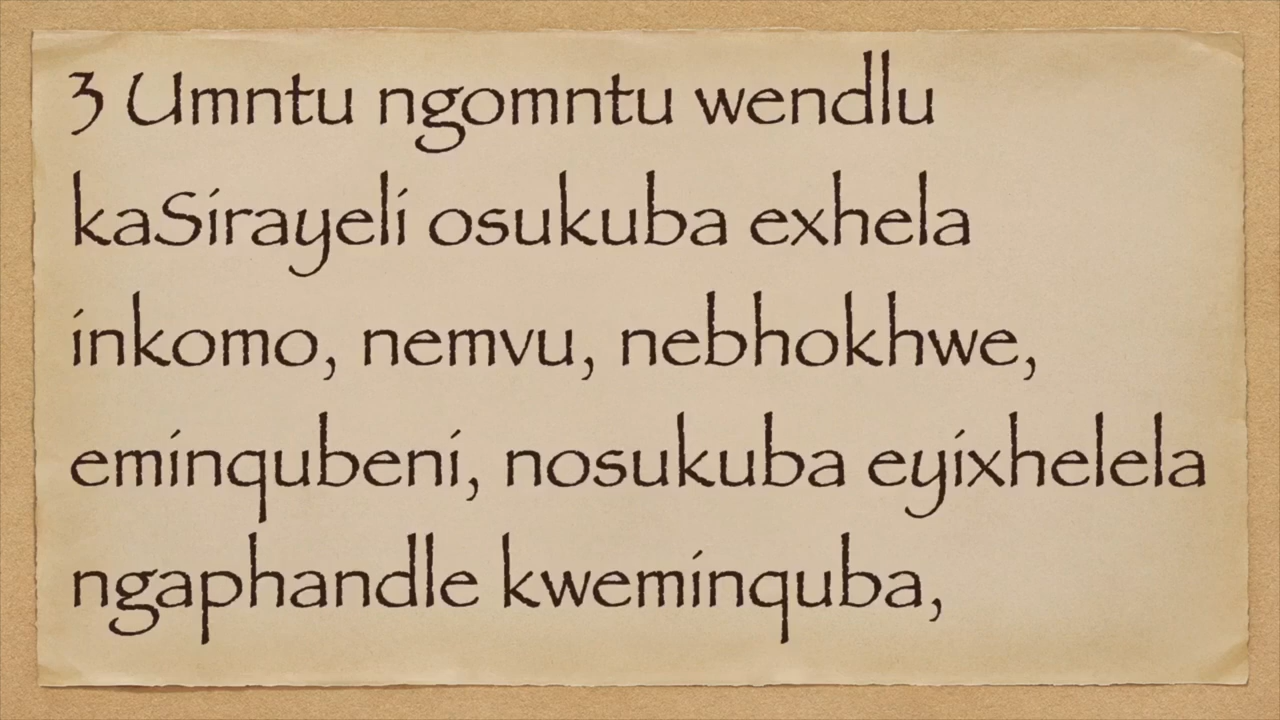 3 Umntu ngomntu wendlu
kaSirayeli osukuba exhela
inkomo, nemvu, nebhokhwe,
eminqubeni, nosukuba eyixhelela
ngaphandle kweminquba,